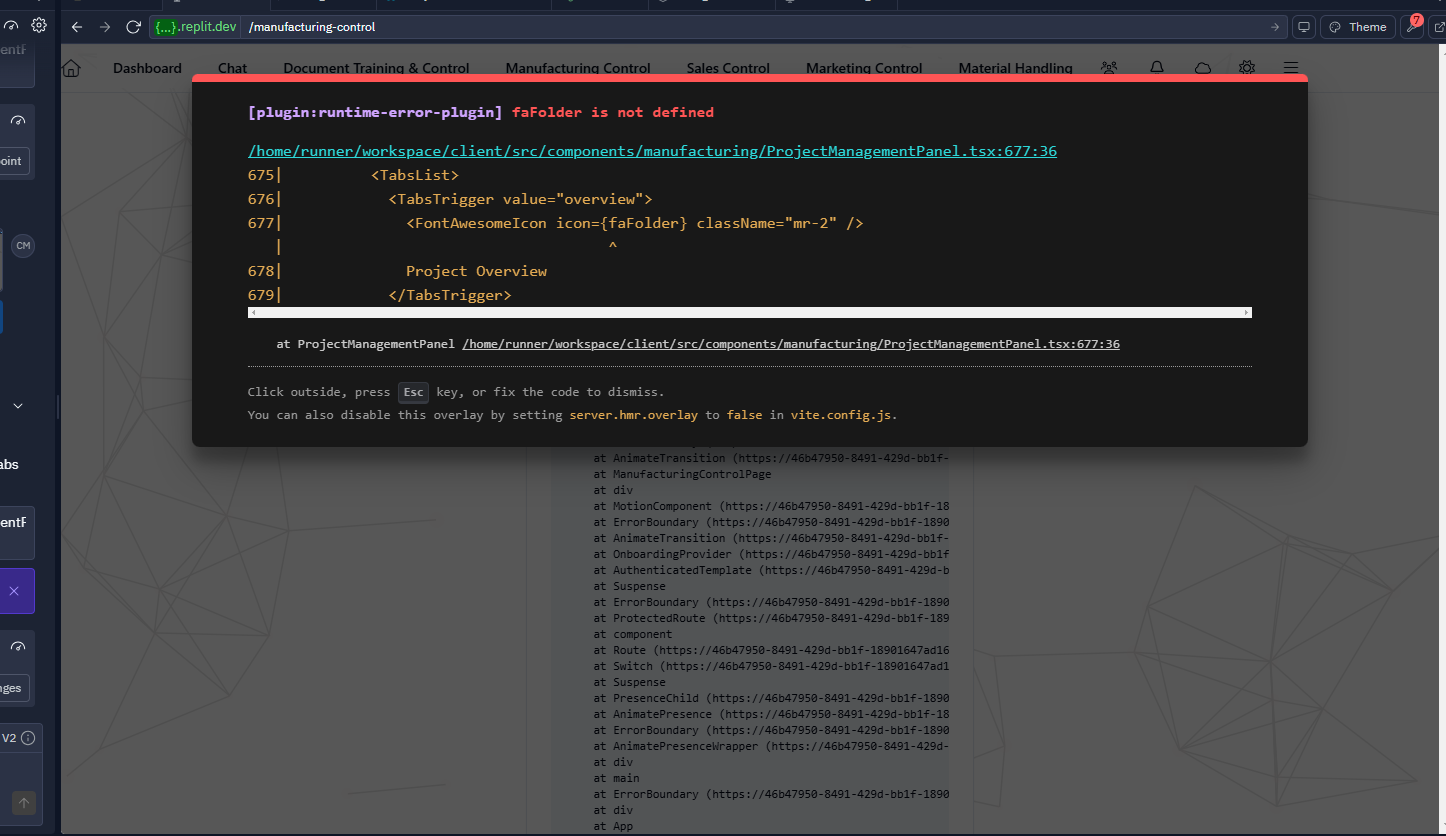 {...}.replit.dev /manufacturing-control
Theme
7
entF
Dashboard Chat Document Training & Control Manufacturing Control Sales Control Marketing Control Material Handling
[plugin:runtime-error-plugin] faFolder is not defined
/home/runner/workspace/client/src/components/manufacturing/ProjectManagementPanel.tsx:677:36
675| <TabsList>
676| <TabsTrigger value="overview">
677| <FontAwesomeIcon icon={faFolder} className="mr-2" />
| ^
678| Project Overview
679| </TabsTrigger>
at ProjectManagementPanel /home/runner/workspace/client/src/components/manufacturing/ProjectManagementPanel.tsx:677:36
Click outside, press Esc key, or fix the code to dismiss.
You can also disable this overlay by setting server.hmr.overlay to false in vite.config.js.
oint
CM
abs
entF
nges
V2
at AnimateTransition (https://46b47950-8491-429d-bb1f-
at ManufacturingControlPage
at div
at MotionComponent (https://46b47950-8491-429d-bb1f-18
at ErrorBoundary (https://46b47950-8491-429d-bb1f-1890
at AnimateTransition (https://46b47950-8491-429d-bb1f-
at OnboardingProvider (https://46b47950-8491-429d-bb1f
at AuthenticatedTemplate (https://46b47950-8491-429d-b
at Suspense
at ErrorBoundary (https://46b47950-8491-429d-bb1f-1890
at ProtectedRoute (https://46b47950-8491-429d-bb1f-189
at component
at Route (https://46b47950-8491-429d-bb1f-18901647ad16
at Switch (https://46b47950-8491-429d-bb1f-18901647ad1
at Suspense
at PresenceChild (https://46b47950-8491-429d-bb1f-1890
at AnimatePresence (https://46b47950-8491-429d-bb1f-18
at ErrorBoundary (https://46b47950-8491-429d-bb1f-1890
at AnimatePresenceWrapper (https://46b47950-8491-429d-
at div
at main
at ErrorBoundary (https://46b47950-8491-429d-bb1f-1890
at div
at App